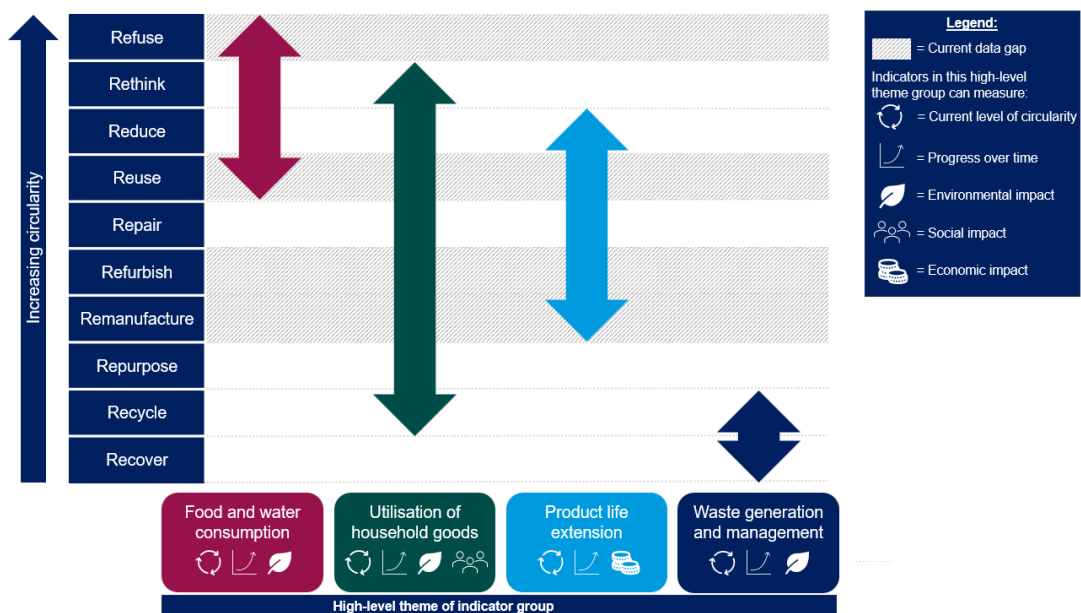 Increasing circularity
Refuse
Rethink
Reduce
Reuse
Repair
Refurbish
Remanufacture
Repurpose
Recycle
Recover
Food and water
consumption
Utilisation of
household goods
Product life
extension
Waste generation
and management
High-level theme of indicator group
Legend:
= Current data gap
Indicators in this high-level
theme group can measure:
= Current level of circularity
= Progress over time
= Environmental impact
= Social impact
= Economic impact